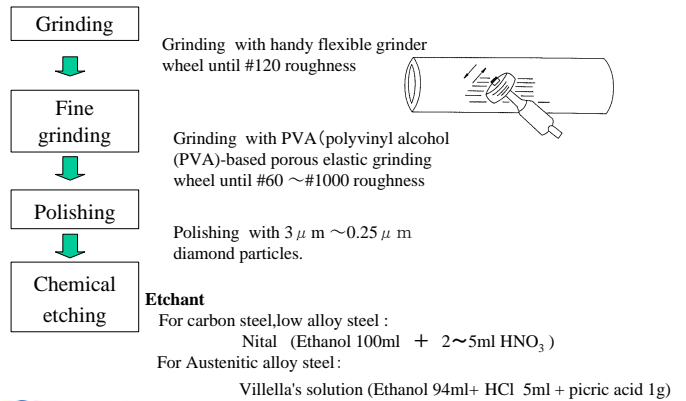 Grinding
Grinding with handy flexible grinder
wheel until #120 roughness
Fine
grinding
Grinding with PVA(polyvinyl alcohol
(PVA)-based porous elastic grinding
wheel until #60 ～#1000 roughness
Polishing
Polishing with 3μm ～0.25μm
diamond particles.
Chemical
etching
Etchant
For carbon steel,low alloy steel :
Nital (Ethanol 100ml + 2～5ml HNO₃ )
For Austenitic alloy steel:
Villella's solution (Ethanol 94ml+ HCl 5ml + picric acid 1g)